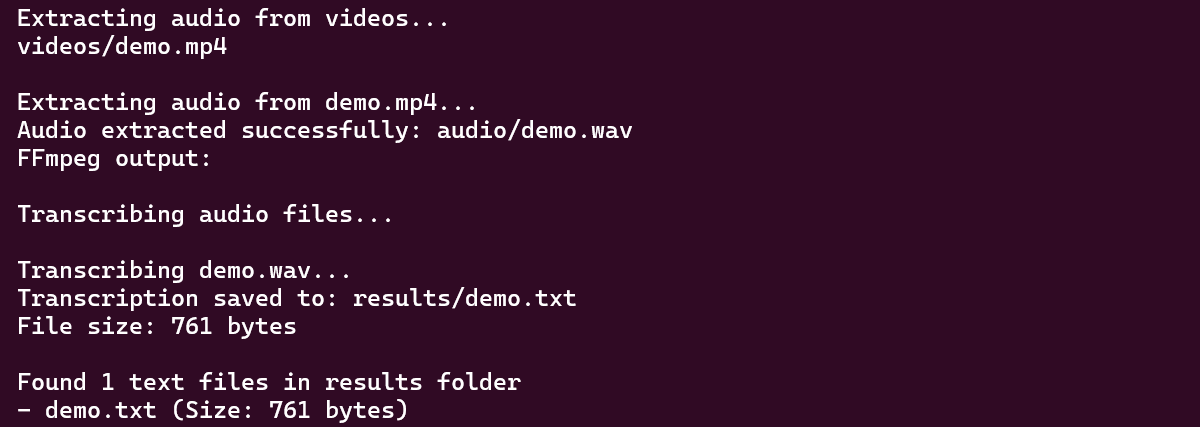 Extracting audio from videos...
videos/demo.mp4
Extracting audio from demo.mp4...
Audio extracted successfully: audio/demo.wav
FFmpeg output:
Transcribing audio files...
Transcribing demo.wav...
Transcription saved to: results/demo.txt
File size: 761 bytes
Found 1 text files in results folder
- demo.txt (Size: 761 bytes)